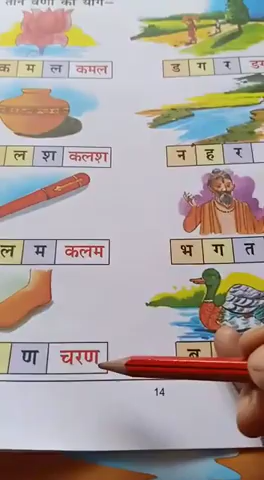 तीन वर्णों का योग–
क म ल कमल
ड ग र
ल श कलश
न ह र
ल म कलम
भ ग त
ण चरण
ब
14